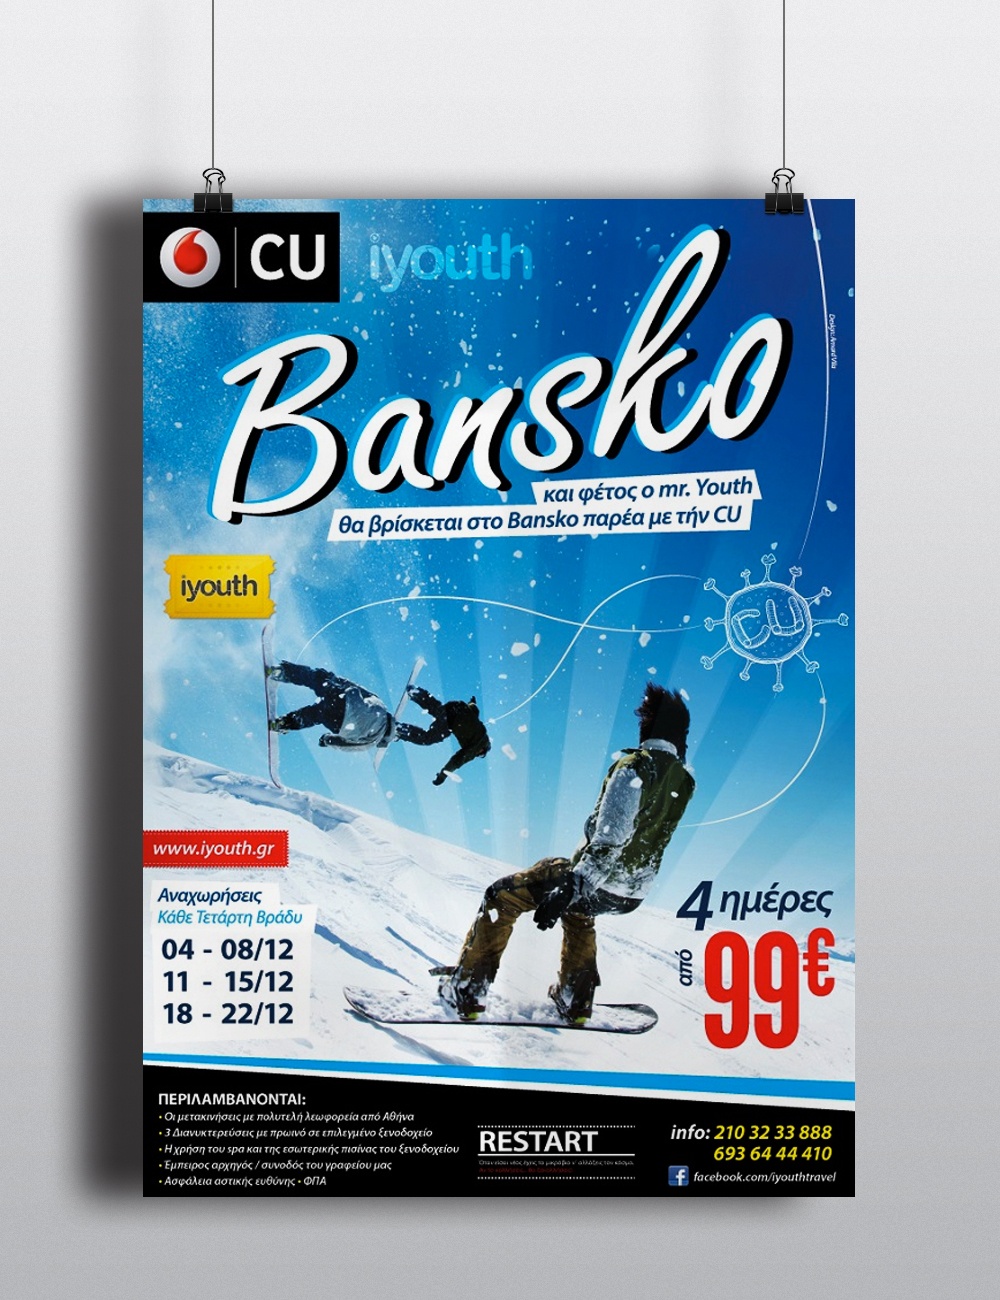 CU
iyouth
Bansko
και φέτος ο mr. Youth
θα βρίσκεται στο Bansko παρέα με τήν CU
iyouth
CU
www.iyouth.gr
Αναχωρήσεις
Κάθε Τετάρτη Βράδυ
04 - 08/12
11 - 15/12
18 - 22/12
4 ημέρες
από
99€
ΠΕΡΙΛΑΜΒΑΝΟΝΤΑΙ:
• Οι μετακινήσεις με πολυτελή λεωφορεία από Αθήνα
• 3 Διανυκτερεύσεις με πρωινό σε επιλεγμένο ξενοδοχείο
• Η χρήση του spa και της εσωτερικής πισίνας του ξενοδοχείου
• Έμπειρος αρχηγός / συνοδός του γραφείου μας
• Ασφάλεια αστικής ευθύνης • ΦΠΑ
RESTART
info: 210 32 33 888
693 64 44 410
facebook.com/iyouthtravel